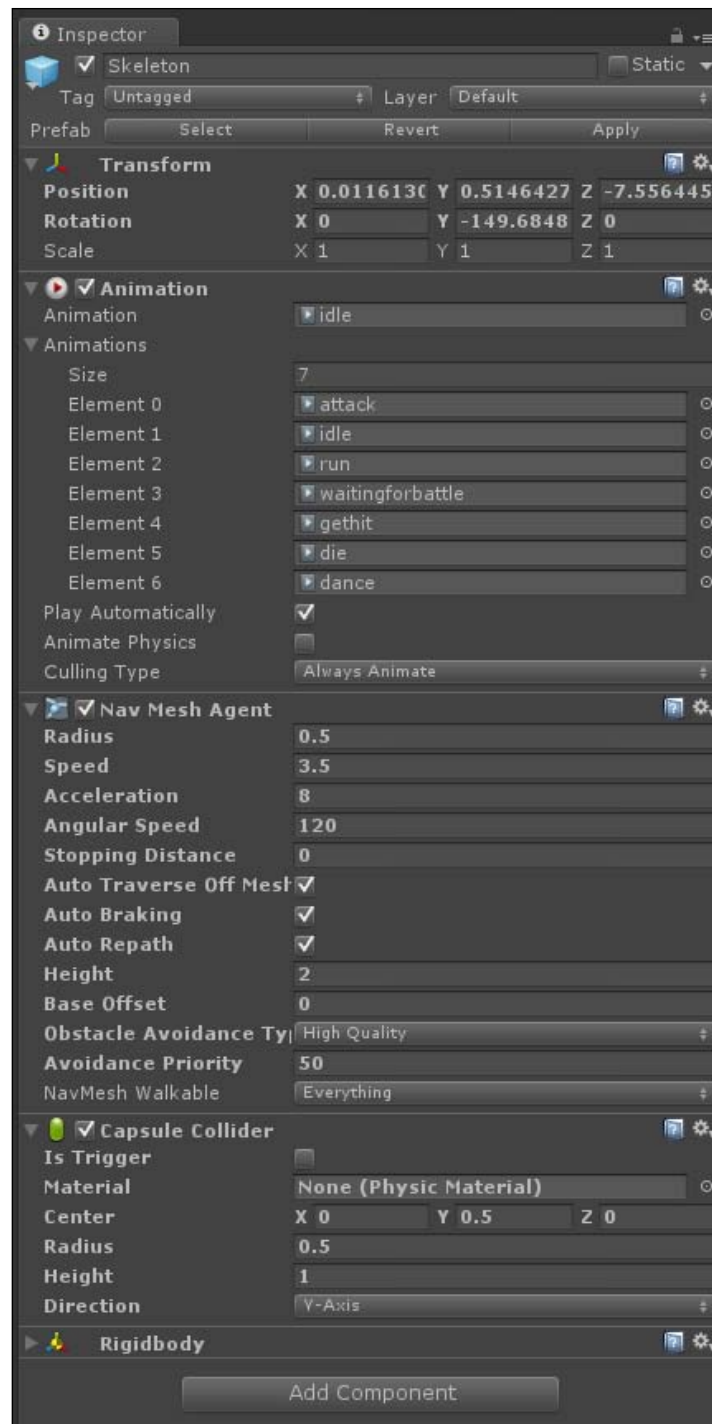 Inspector
Skeleton Static
Tag Untagged Layer Default
Prefab Select Revert Apply
Transform
Position X 0.011613( Y 0.5146427 Z -7.556445
Rotation X 0 Y -149.6848 Z 0
Scale X 1 Y 1 Z 1
Animation
Animation idle
Animations
Size 7
Element 0 attack
Element 1 idle
Element 2 run
Element 3 waitingforbattle
Element 4 gethit
Element 5 die
Element 6 dance
Play Automatically
Animate Physics
Culling Type Always Animate
Nav Mesh Agent
Radius 0.5
Speed 3.5
Acceleration 8
Angular Speed 120
Stopping Distance 0
Auto Traverse Off Mesh
Auto Braking
Auto Repath
Height 2
Base Offset 0
Obstacle Avoidance Ty High Quality
Avoidance Priority 50
NavMesh Walkable Everything
Capsule Collider
Is Trigger
Material None (Physic Material)
Center X 0 Y 0.5 Z 0
Radius 0.5
Height 1
Direction Y-Axis
Rigidbody
Add Component